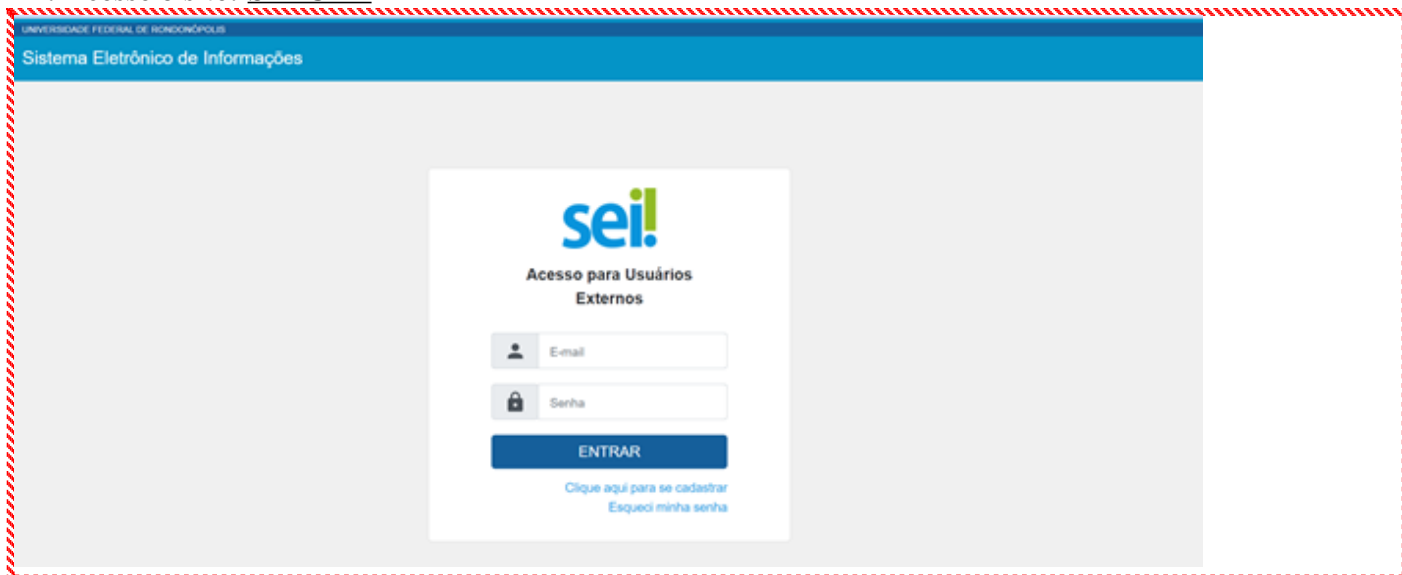 UNIVERSIDADE FEDERAL DE RONDONÓPOLIS
Sistema Eletrônico de Informações
sei!
Acesso para Usuários
Externos
E-mail
Senha
ENTRAR
Clique aqui para se cadastrar
Esqueci minha senha